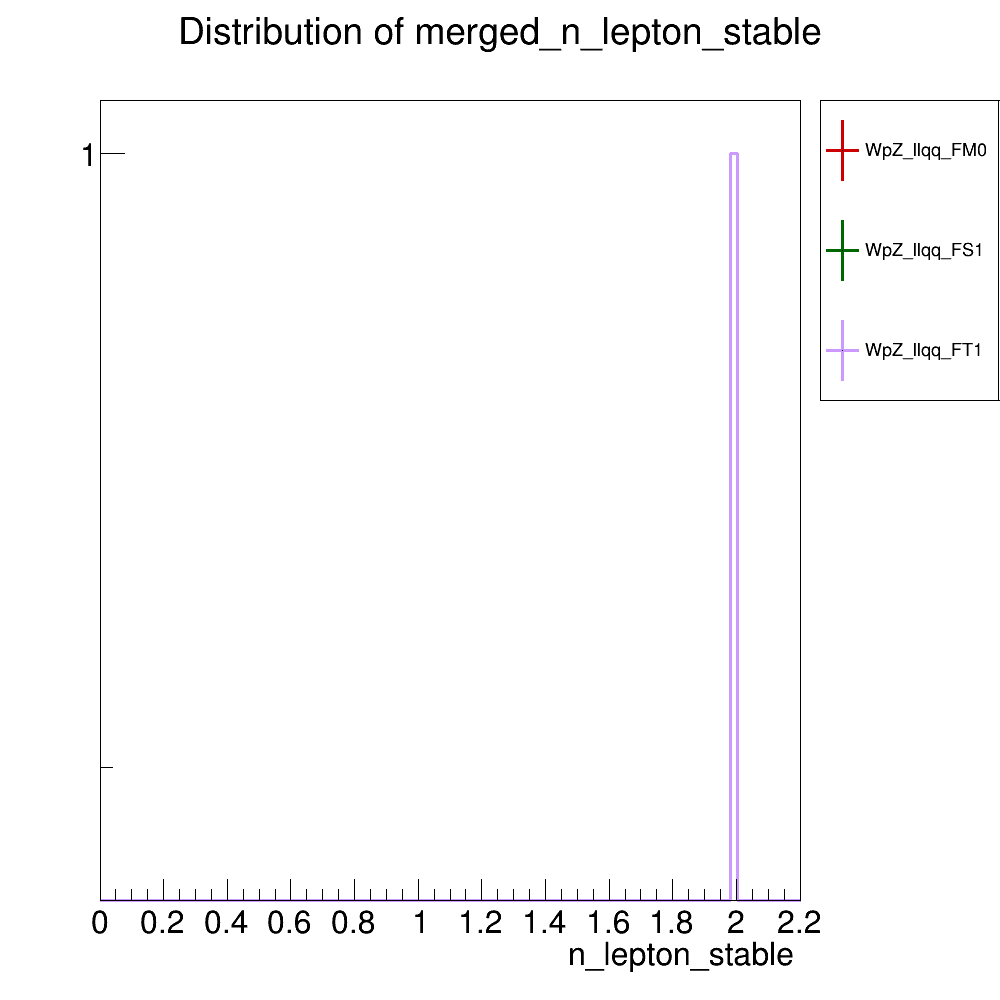 Distribution of merged_n_lepton_stable
1
WpZ_llqq_FM0
WpZ_llqq_FS1
WpZ_llqq_FT1
0 0.2 0.4 0.6 0.8 1 1.2 1.4 1.6 1.8 2 2.2
n_lepton_stable